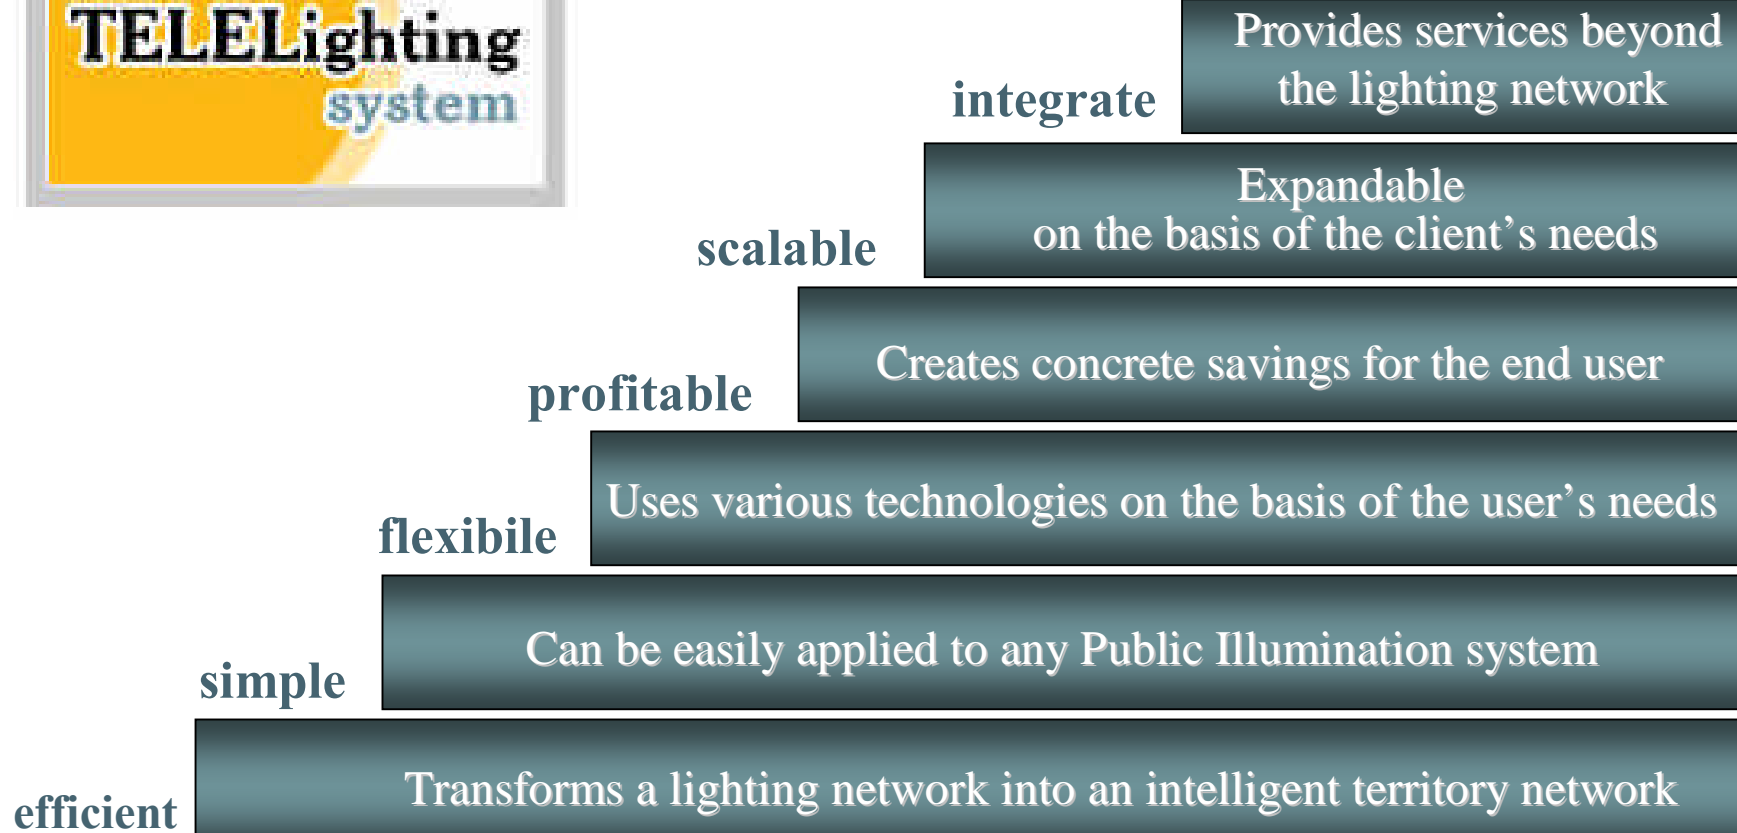 TELELighting
system
Provides services beyond
the lighting network
integrate
Expandable
on the basis of the client’s needs
scalable
Creates concrete savings for the end user
profitable
Uses various technologies on the basis of the user’s needs
flexibile
Can be easily applied to any Public Illumination system
simple
Transforms a lighting network into an intelligent territory network
efficient